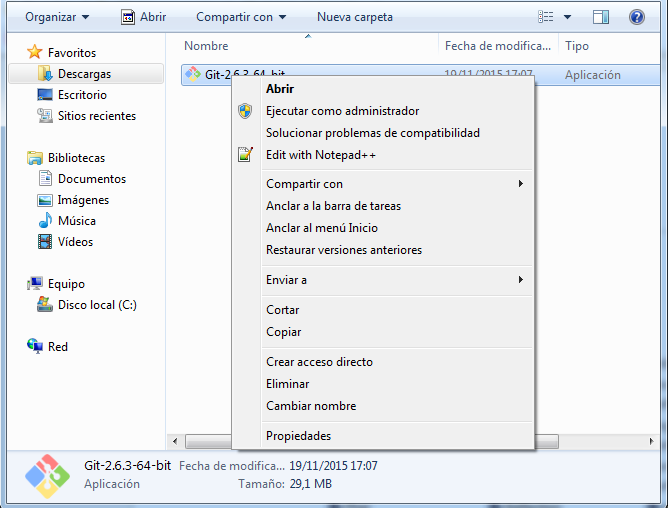 Organizar Abrir Compartir con Nueva carpeta
Nombre Fecha de modifica... Tipo
Favoritos
Descargas
Escritorio
Sitios recientes
Bibliotecas
Documentos
Imágenes
Música
Vídeos
Equipo
Disco local (C:)
Red
Git-2.6.3-64-bit 19/11/2015 17:07 Aplicación
Abrir
Ejecutar como administrador
Solucionar problemas de compatibilidad
Edit with Notepad++
Compartir con
Anclar a la barra de tareas
Anclar al menú Inicio
Restaurar versiones anteriores
Enviar a
Cortar
Copiar
Crear acceso directo
Eliminar
Cambiar nombre
Propiedades
Git-2.6.3-64-bit Fecha de modifica... 19/11/2015 17:07
Aplicación Tamaño: 29,1 MB